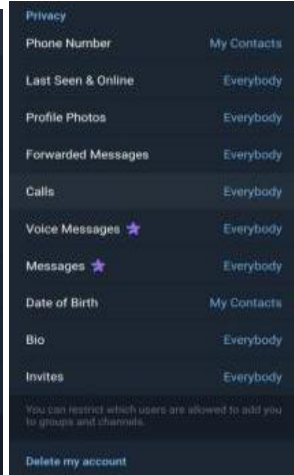 Privacy
Phone Number My Contacts
Last Seen & Online Everybody
Profile Photos Everybody
Forwarded Messages Everybody
Calls Everybody
Voice Messages Everybody
Messages Everybody
Date of Birth My Contacts
Bio Everybody
Invites Everybody
You can restrict which users are allowed to add you
to groups and channels.
Delete my account